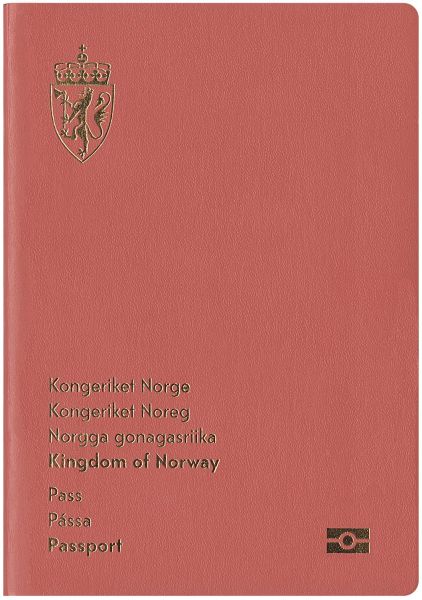 Kongeriket Norge
Kongeriket Noreg
Norgga gonagasriika
Kingdom of Norway
Pass
Pássa
Passport